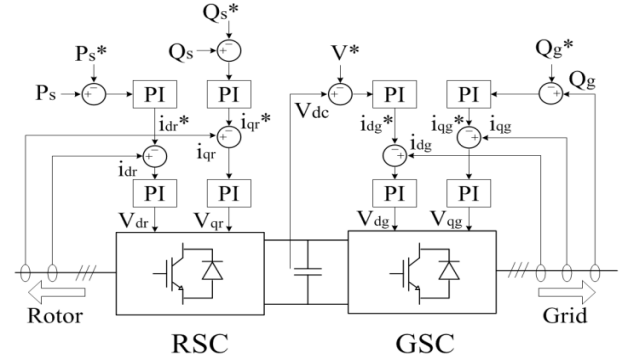 Qs*
Ps*
Qs
V*
Qg*
Ps
PI
PI
PI
PI
Qg
Vdc
idr*
iqr*
idg*
iqg*
iqg
idr
iqr
idg
PI
PI
PI
PI
Vdr
Vqr
Vdg
Vqg
Rotor
Grid
RSC
GSC